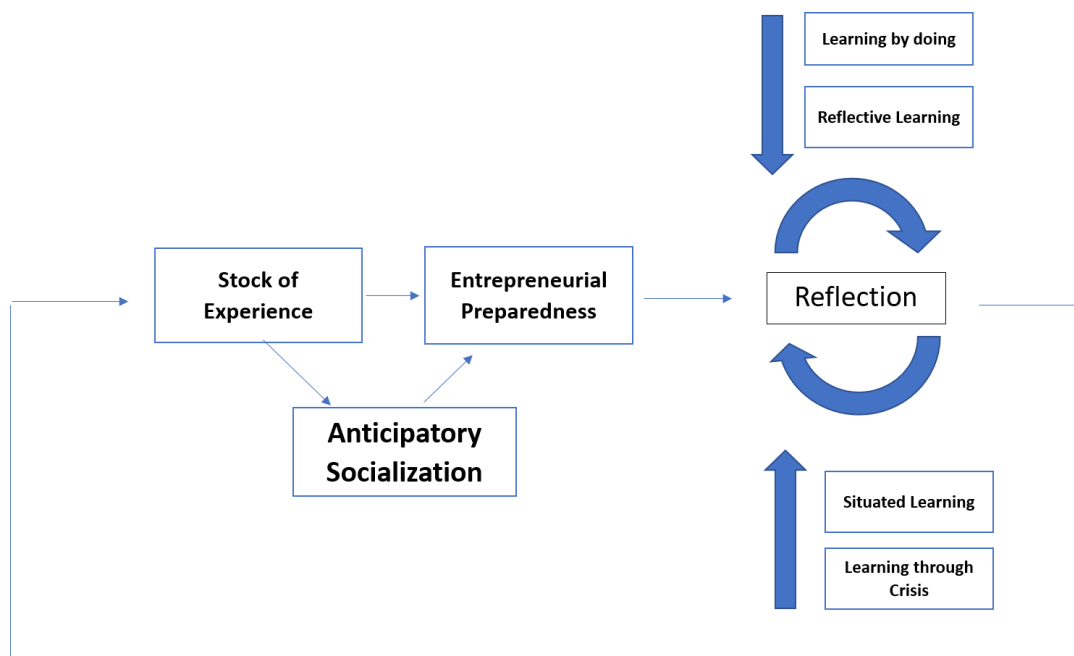 Learning by doing
Reflective Learning
Stock of
Experience
Entrepreneurial
Preparedness
Reflection
Anticipatory
Socialization
Situated Learning
Learning through
Crisis